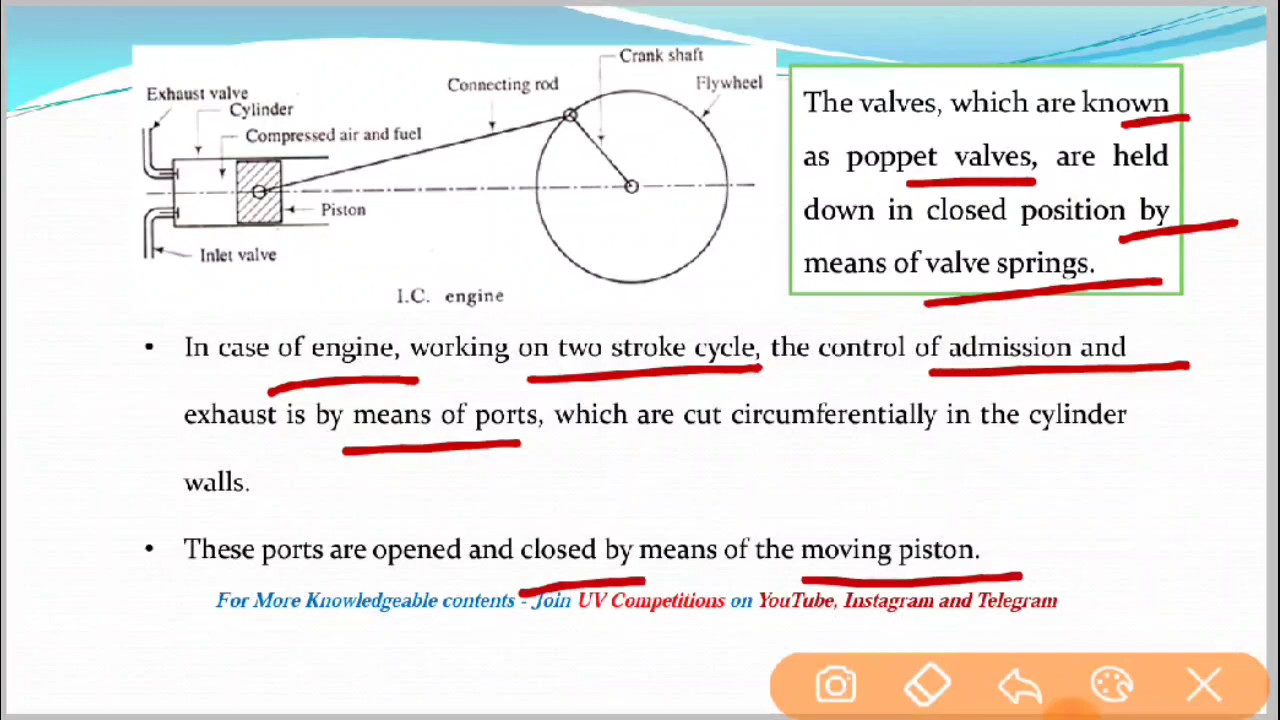 Crank shaft
Connecting rod
Flywheel
Exhaust valve
Cylinder
Compressed air and fuel
Piston
Inlet valve
I.C. engine
The valves, which are known
as poppet valves, are held
down in closed position by
means of valve springs.
• In case of engine, working on two stroke cycle, the control of admission and
exhaust is by means of ports, which are cut circumferentially in the cylinder
walls.
• These ports are opened and closed by means of the moving piston.
For More Knowledgeable contents - Join UV Competitions on YouTube, Instagram and Telegram